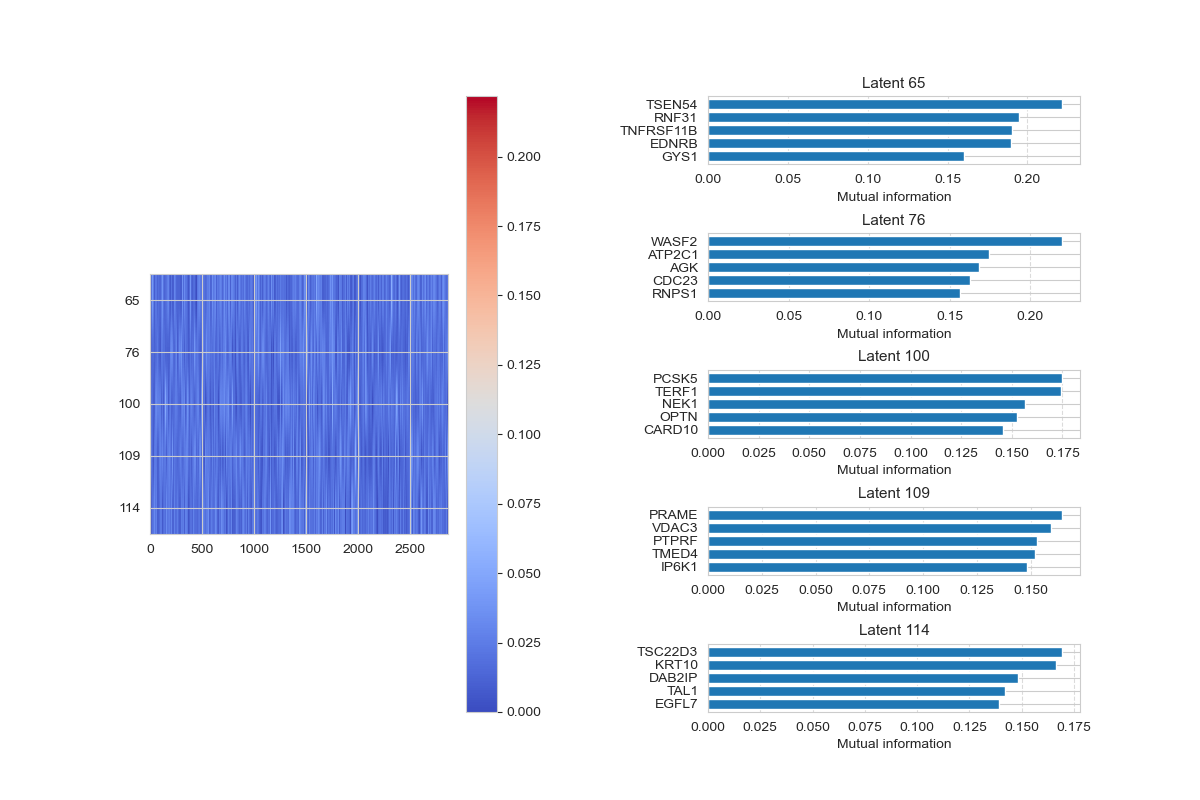 65
76
100
109
114
0 500 1000 1500 2000 2500
0.200
0.175
0.150
0.125
0.100
0.075
0.050
0.025
0.000
Latent 65
TSEN54
RNF31
TNFRSF11B
EDNRB
GYS1
0.00 0.05 0.10 0.15 0.20
Mutual information
Latent 76
WASF2
ATP2C1
AGK
CDC23
RNPS1
0.00 0.05 0.10 0.15 0.20
Mutual information
Latent 100
PCSK5
TERF1
NEK1
OPTN
CARD10
0.000 0.025 0.050 0.075 0.100 0.125 0.150 0.175
Mutual information
Latent 109
PRAME
VDAC3
PTPRF
TMED4
IP6K1
0.000 0.025 0.050 0.075 0.100 0.125 0.150
Mutual information
Latent 114
TSC22D3
KRT10
DAB2IP
TAL1
EGFL7
0.000 0.025 0.050 0.075 0.100 0.125 0.150 0.175
Mutual information